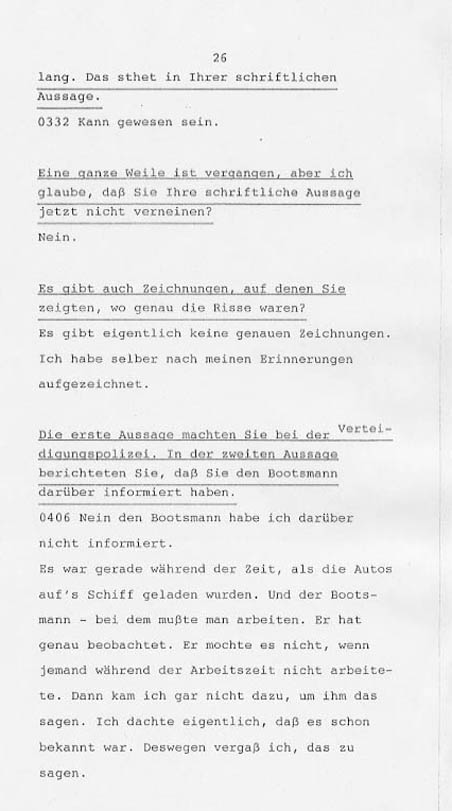 26
lang. Das sthet in Ihrer schriftlichen
Aussage.
0332 Kann gewesen sein.
Eine ganze Weile ist vergangen, aber ich
glaube, daß Sie Ihre schriftliche Aussage
jetzt nicht verneinen?
Nein.
Es gibt auch Zeichnungen, auf denen Sie
zeigten, wo genau die Risse waren?
Es gibt eigentlich keine genauen Zeichnungen.
Ich habe selber nach meinen Erinnerungen
aufgezeichnet.
Die erste Aussage machten Sie bei der Vertei-
digungspolizei. In der zweiten Aussage
berichteten Sie, daß Sie den Bootsmann
darüber informiert haben.
0406 Nein den Bootsmann habe ich darüber
nicht informiert.
Es war gerade während der Zeit, als die Autos
auf's Schiff geladen wurden. Und der Boots-
mann - bei dem mußte man arbeiten. Er hat
genau beobachtet. Er mochte es nicht, wenn
jemand während der Arbeitszeit nicht arbeite-
te. Dann kam ich gar nicht dazu, um ihm das
sagen. Ich dachte eigentlich, daß es schon
bekannt war. Deswegen vergaß ich, das zu
sagen.